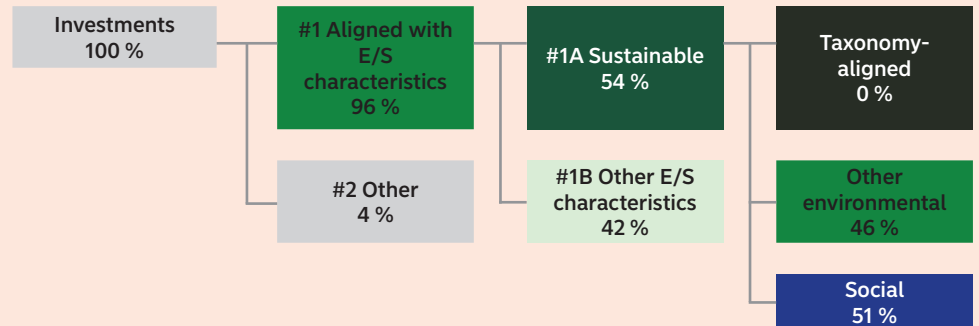 Investments
100 %
#1 Aligned with
E/S
characteristics
96 %
#2 Other
4 %
#1A Sustainable
54 %
#1B Other E/S
characteristics
42 %
Taxonomy-
aligned
0 %
Other
environmental
46 %
Social
51 %